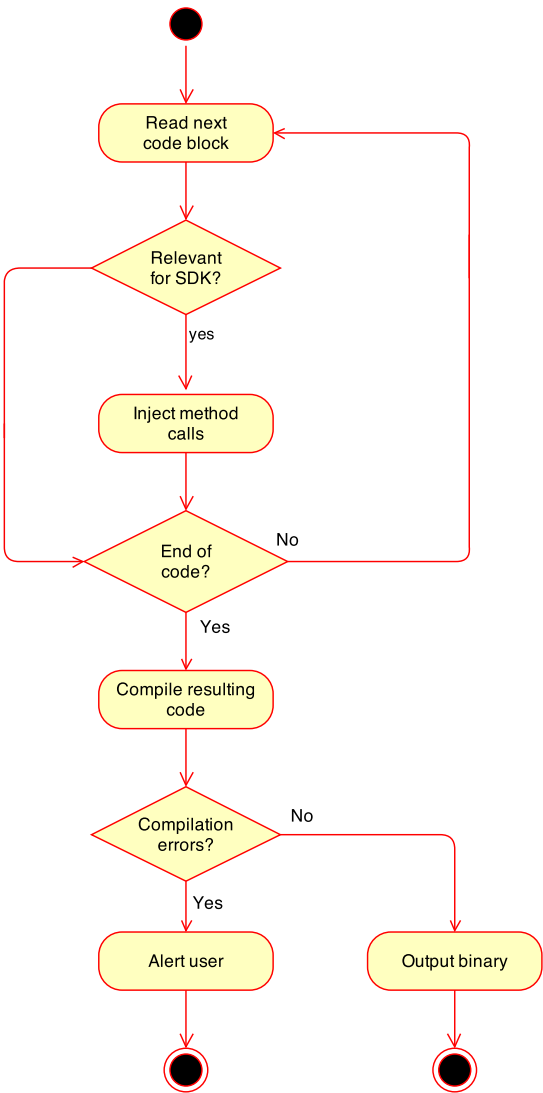 Read next
code block
Relevant
for SDK?
yes
Inject method
calls
No
End of
code?
Yes
Compile resulting
code
No
Compilation
errors?
Yes
Alert user
Output binary